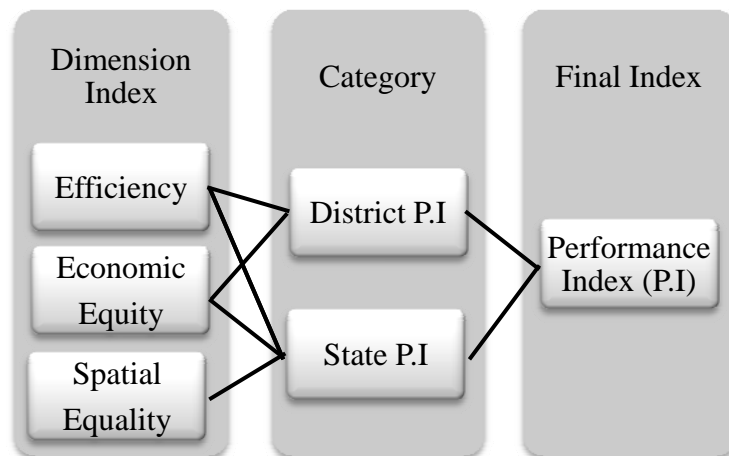 Dimension
Index
Efficiency
Economic
Equity
Spatial
Equality
Category
District P.I
State P.I
Final Index
Performance
Index (P.I)